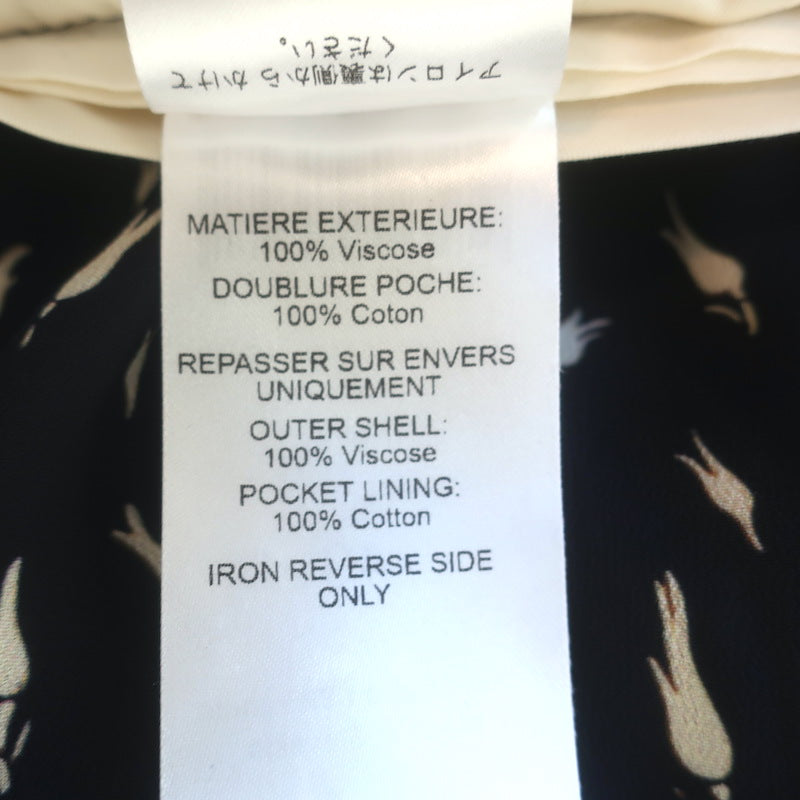 アイロンは裏側からかけて
ください。
MATIERE EXTERIEURE:
100% Viscose
DOUBLURE POCHE:
100% Coton
REPASSER SUR ENVERS
UNIQUEMENT
OUTER SHELL:
100% Viscose
POCKET LINING:
100% Cotton
IRON REVERSE SIDE
ONLY